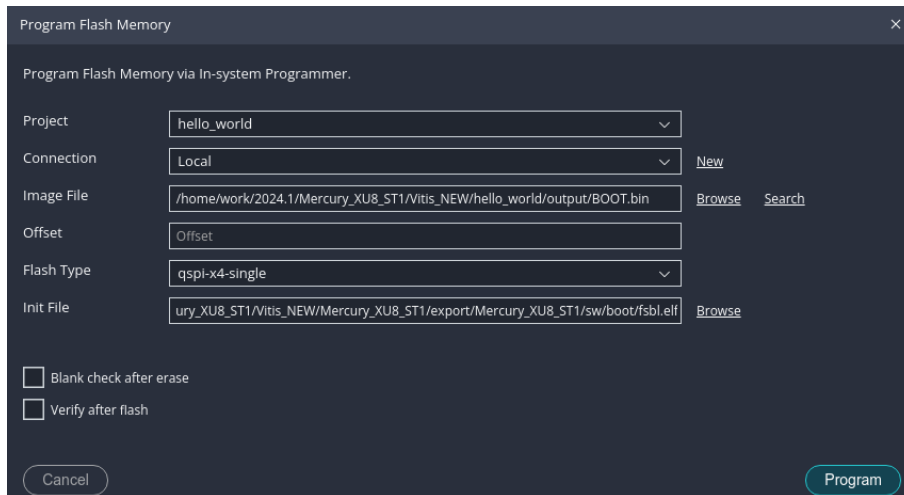 Program Flash Memory ×
Program Flash Memory via In-system Programmer.
Project hello_world
Connection Local New
Image File /home/work/2024.1/Mercury_XU8_ST1/Vitis_NEW/hello_world/output/BOOT.bin Browse Search
Offset Offset
Flash Type qspi-x4-single
Init File ury_XU8_ST1/Vitis_NEW/Mercury_XU8_ST1/export/Mercury_XU8_ST1/sw/boot/fsbl.elf Browse
Blank check after erase
Verify after flash
Cancel Program